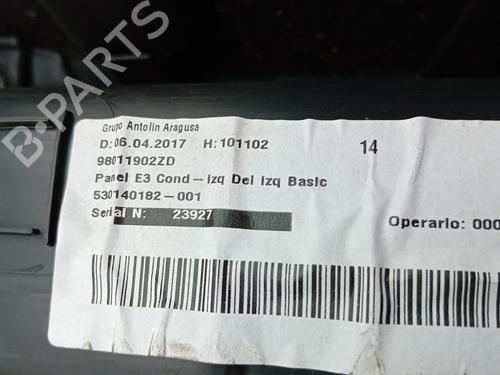 Grupo Antolin Aragusa
D: 06.04.2017 H: 101102 14
98011902ZD
Panel E3 Cond-Izq Del Izq Basic
530140182-001
Serial N: 23927
Operario: 000
B-PARTS